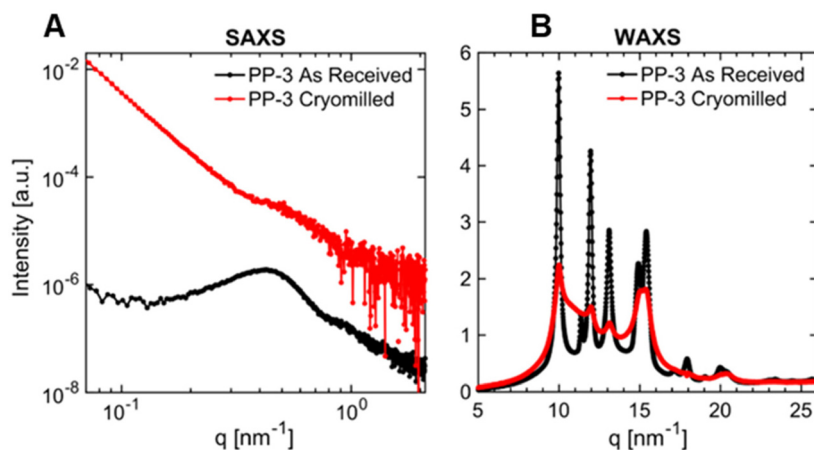 A SAXS
10⁻²
10⁻⁴
10⁻⁶
10⁻⁸
Intensity [a.u.]
PP-3 As Received
PP-3 Cryomilled
10⁻¹ 10⁰
q [nm⁻¹]
B WAXS
6
5
4
3
2
1
0
PP-3 As Received
PP-3 Cryomilled
5 10 15 20 25
q [nm⁻¹]